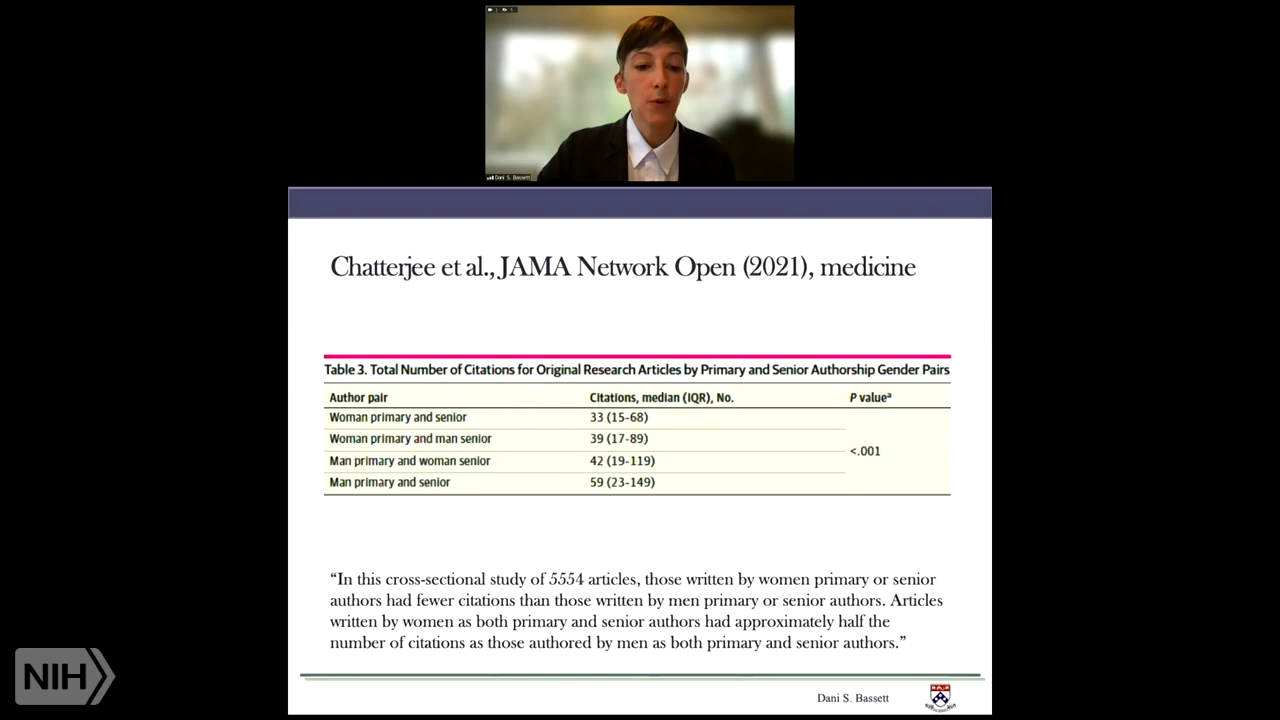 Dani S. Bassett
Chatterjee et al., JAMA Network Open (2021), medicine
Table 3. Total Number of Citations for Original Research Articles by Primary and Senior Authorship Gender Pairs
Author pair Citations, median (IQR), No. P valueᵃ
Woman primary and senior 33 (15-68)
Woman primary and man senior 39 (17-89)
<.001
Man primary and woman senior 42 (19-119)
Man primary and senior 59 (23-149)
“In this cross-sectional study of 5554 articles, those written by women primary or senior
authors had fewer citations than those written by men primary or senior authors. Articles
written by women as both primary and senior authors had approximately half the
number of citations as those authored by men as both primary and senior authors.”
NIH
Dani S. Bassett